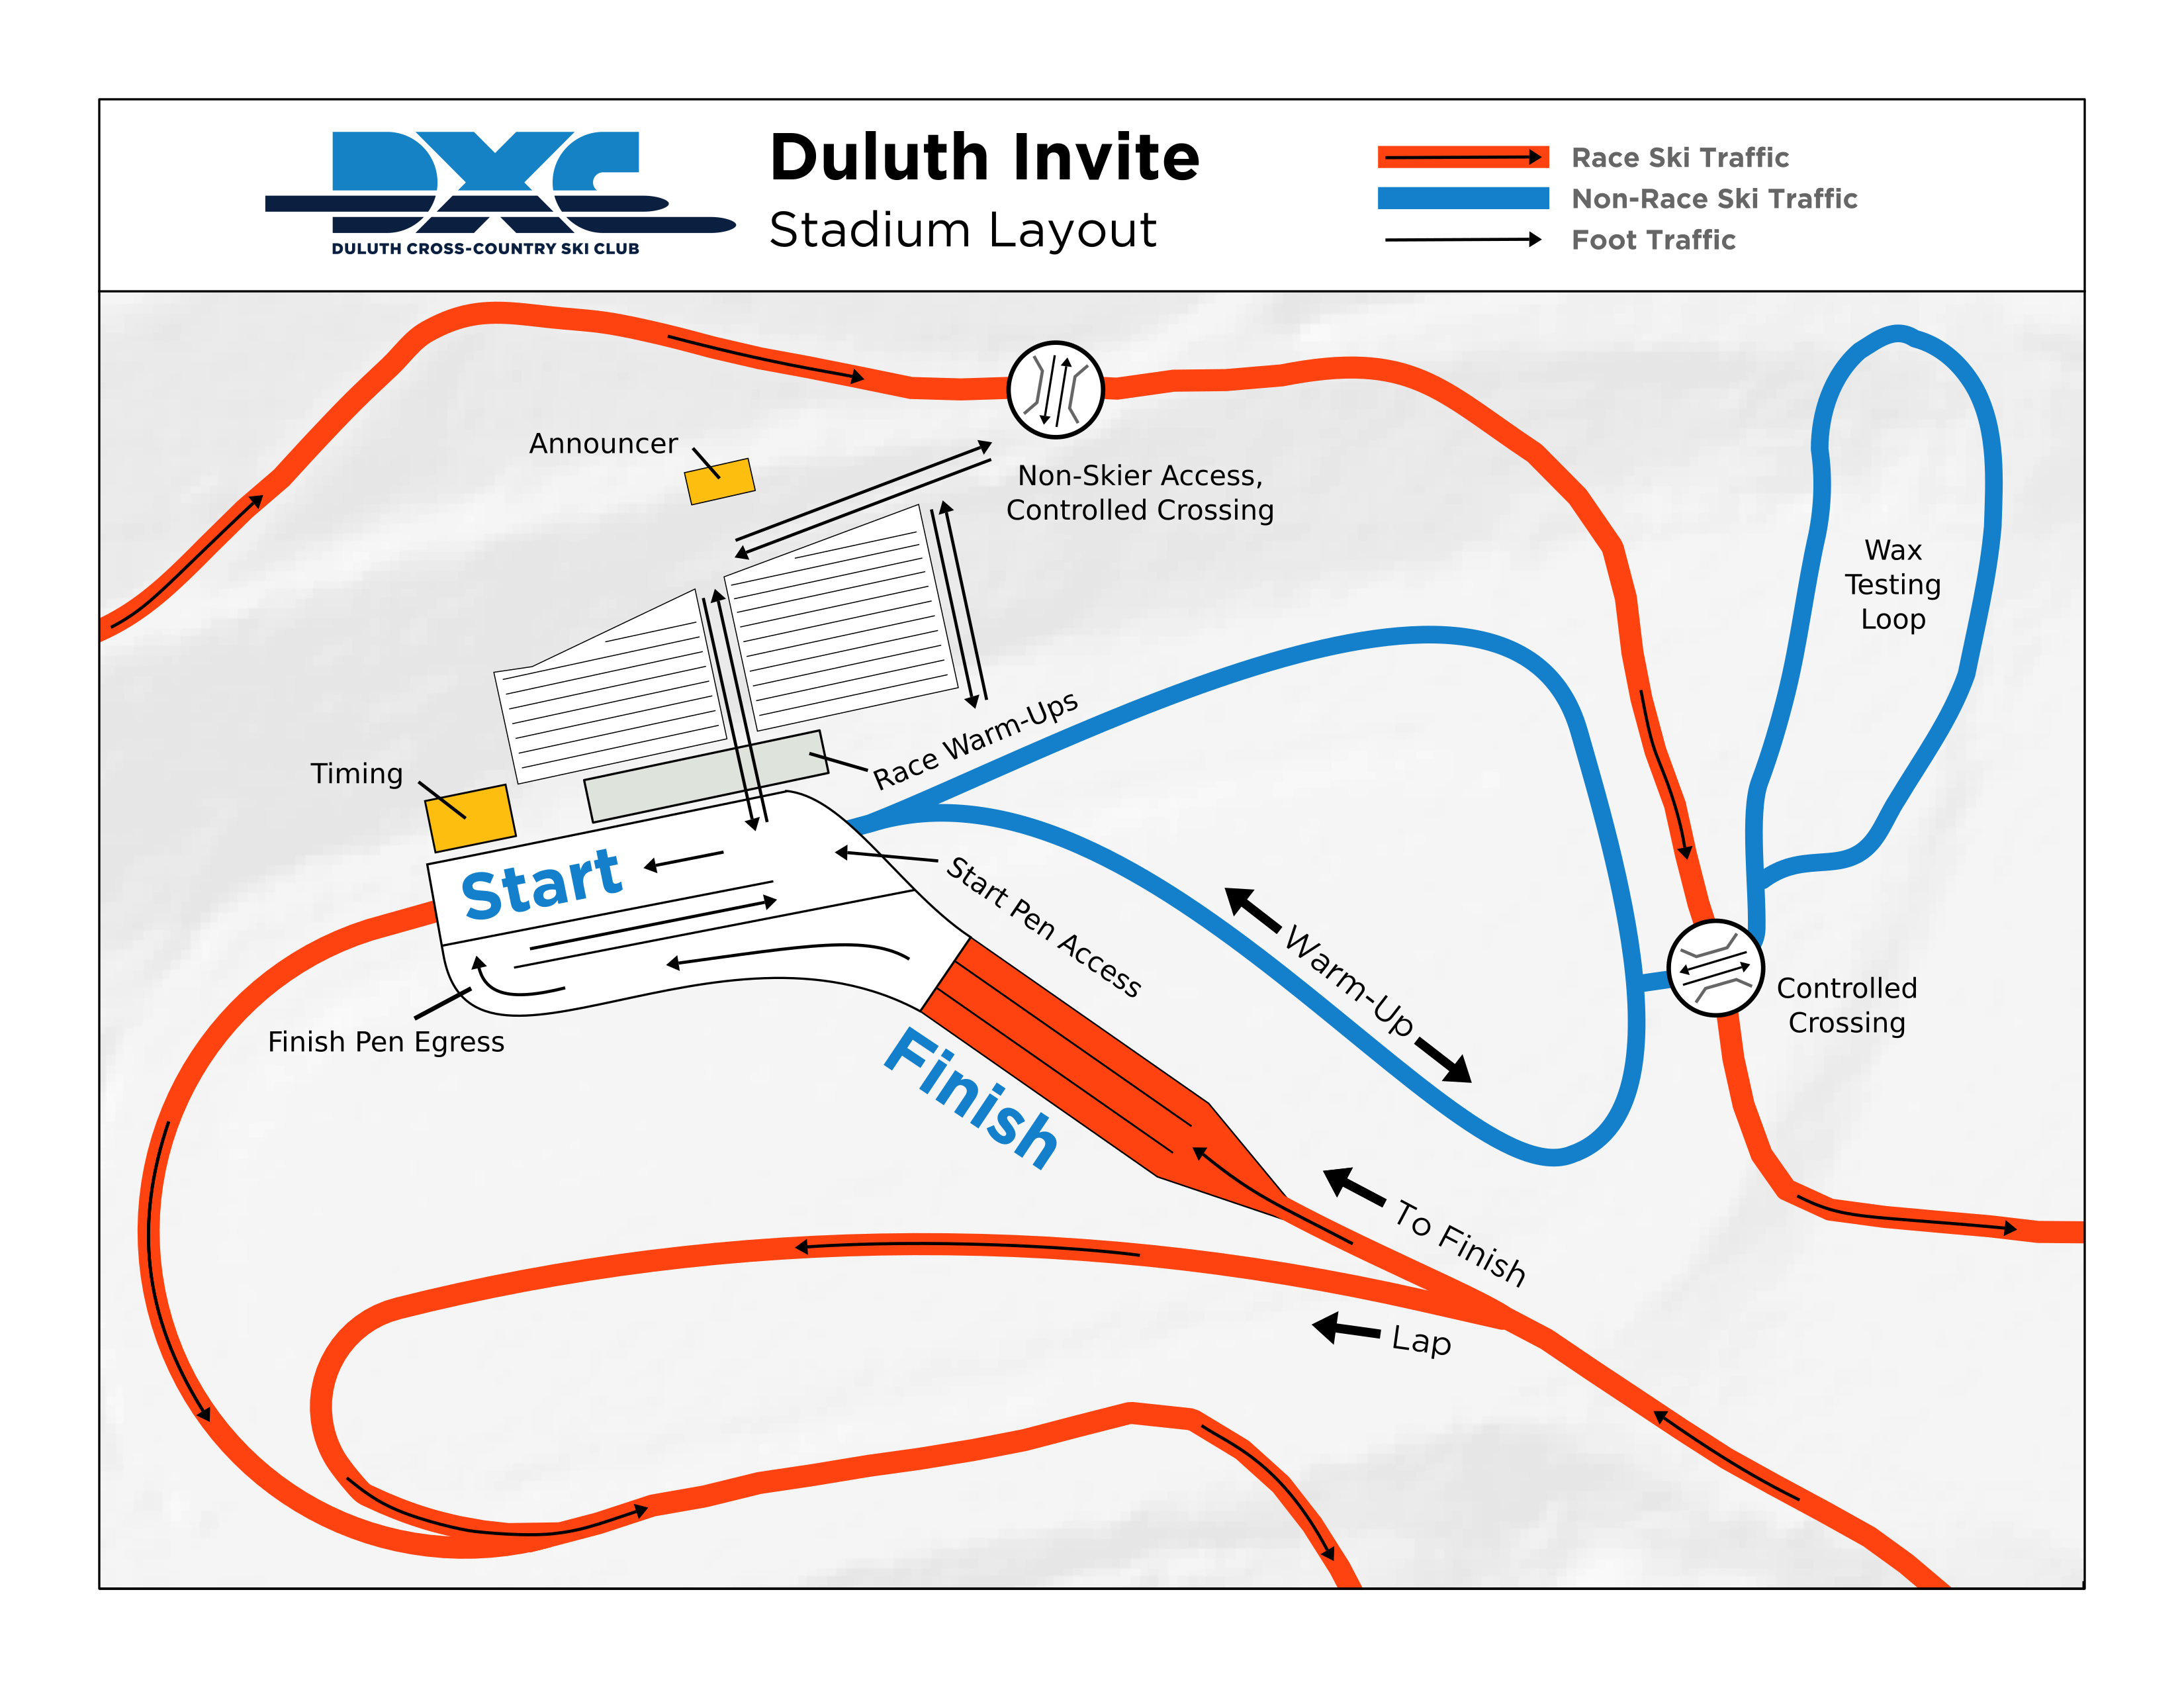 DXC
DULUTH CROSS-COUNTRY SKI CLUB
Duluth Invite
Stadium Layout
Race Ski Traffic
Non-Race Ski Traffic
Foot Traffic
Announcer
Non-Skier Access,
Controlled Crossing
Wax
Testing
Loop
Race Warm-Ups
Timing
Start
Start Pen Access
Warm-Up
Controlled
Crossing
Finish Pen Egress
Finish
To Finish
Lap